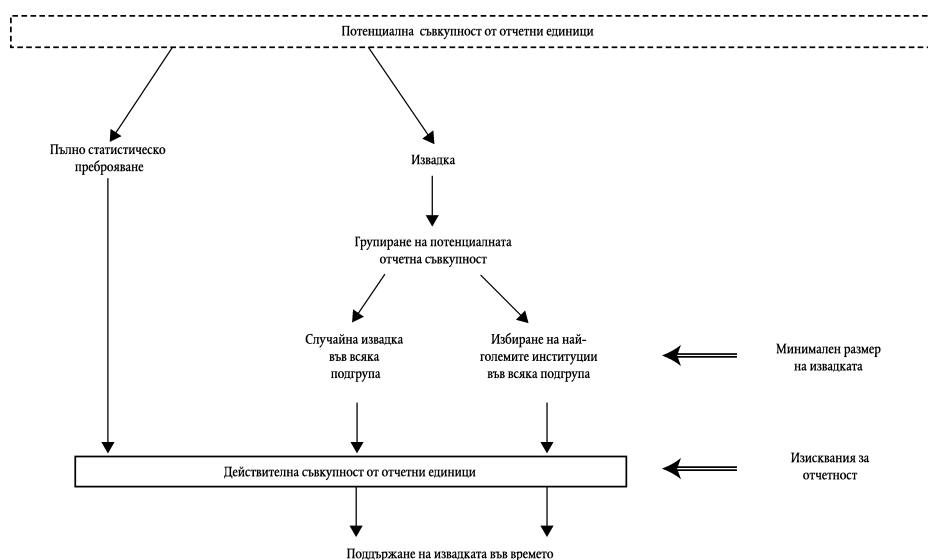 Потенциална съвкупност от отчетни единици
Пълно статистическо
преброяване
Извадка
Групиране на потенциалната
отчетна съвкупност
Случайна извадка
във всяка
подгрупа
Избиране на най-
големите институции
във всяка подгрупа
Минимален размер
на извадката
Действителна съвкупност от отчетни единици
Изисквания за
отчетност
Поддържане на извадката във времето